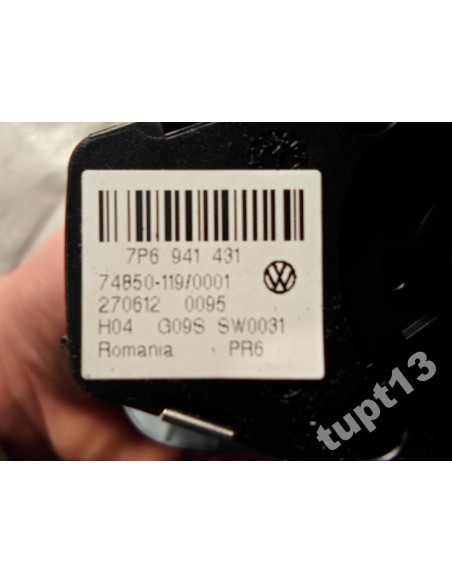 7P6 941 431
74850-119/0001
270612 0095
H04 G09S SW0031
Romania PR6
tupt13